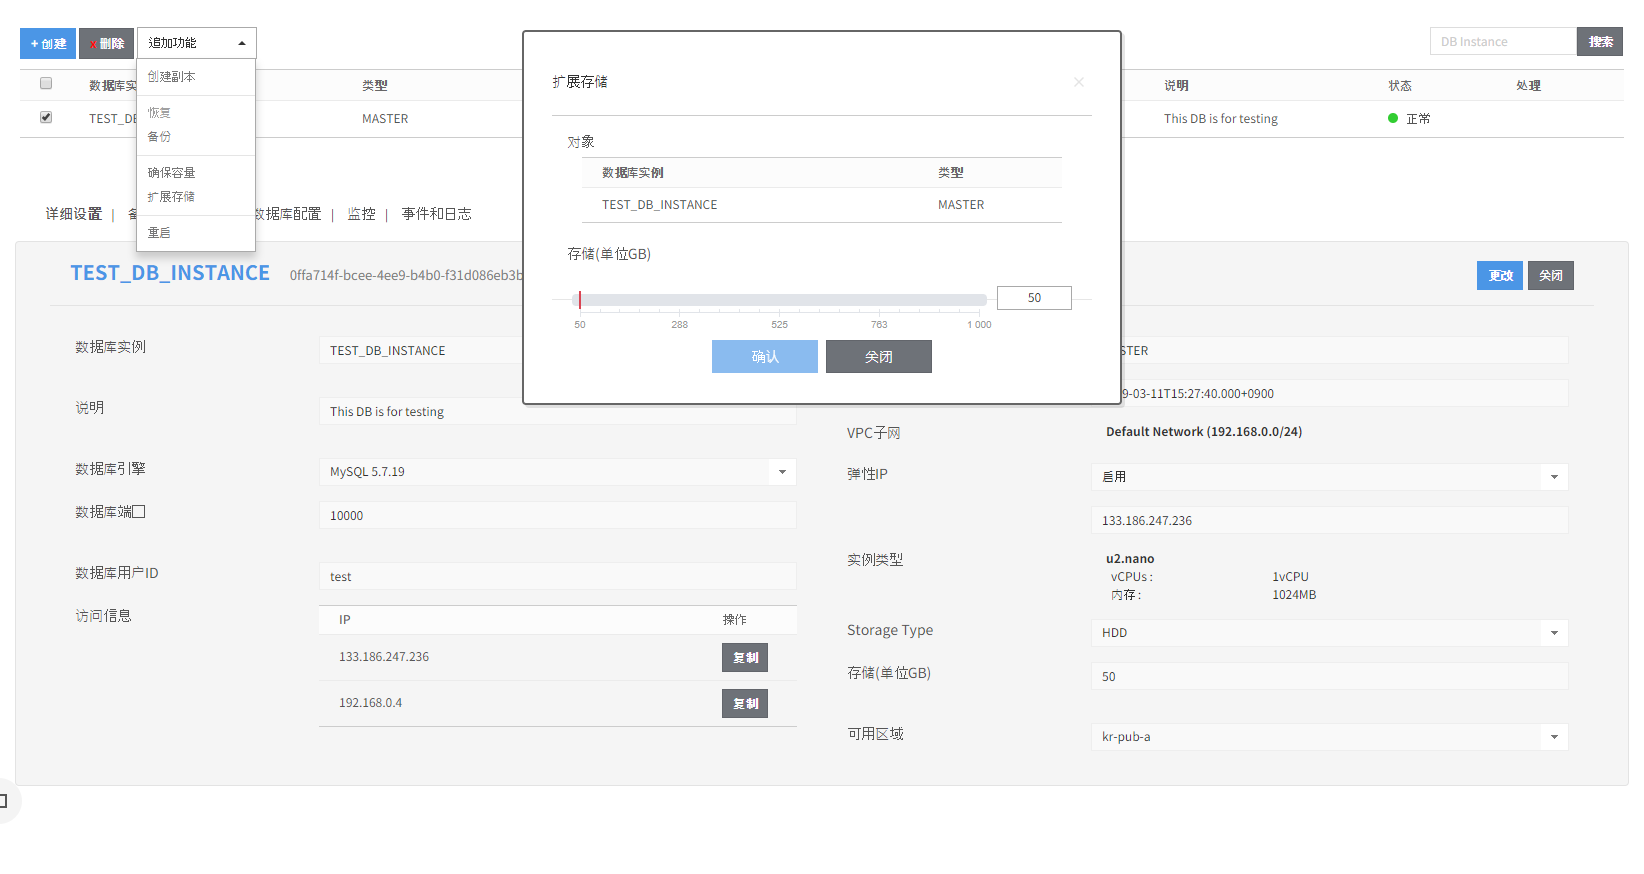 + 创建
x 删除
追加功能
DB Instance
搜索
创建副本
恢复
备份
确保容量
扩展存储
重启
数据库实
类型
说明
状态
处理
TEST_DE
MASTER
This DB is for testing
正常
扩展存储
×
对象
数据库实例
类型
TEST_DB_INSTANCE
MASTER
存储(单位GB)
50
50
288
525
763
1 000
确认
关闭
详细设置 |
数据库配置 | 监控 | 事件和日志
TEST_DB_INSTANCE
0ffa714f-bcee-4ee9-b4b0-f31d086eb3b
更改
关闭
数据库实例
TEST_DB_INSTANCE
说明
This DB is for testing
数据库引擎
MySQL 5.7.19
数据库端口
10000
数据库用户ID
test
访问信息
IP
操作
133.186.247.236
复制
192.168.0.4
复制
STER
9-03-11T15:27:40.000+0900
VPC子网
Default Network (192.168.0.0/24)
弹性IP
启用
133.186.247.236
实例类型
u2.nano
vCPUs :
1vCPU
内存 :
1024MB
Storage Type
HDD
存储(单位GB)
50
可用区域
kr-pub-a